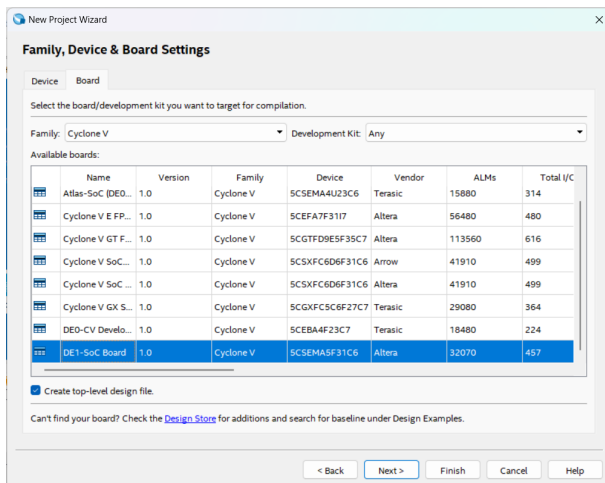 New Project Wizard
Family, Device & Board Settings
Device Board
Select the board/development kit you want to target for compilation.
Family: Cyclone V Development Kit: Any
Available boards:
Name Version Family Device Vendor ALMs Total I/O
Atlas-SoC (DE0... 1.0 Cyclone V 5CSEMA4U23C6 Terasic 15880 314
Cyclone V E FP... 1.0 Cyclone V 5CEFA7F31I7 Altera 56480 480
Cyclone V GT F... 1.0 Cyclone V 5CGTFD9E5F35C7 Altera 113560 616
Cyclone V SoC... 1.0 Cyclone V 5CSXFC6D6F31C6 Arrow 41910 499
Cyclone V SoC ... 1.0 Cyclone V 5CSXFC6D6F31C6 Altera 41910 499
Cyclone V GX S... 1.0 Cyclone V 5CGXFC5C6F27C7 Terasic 29080 364
DE0-CV Develo... 1.0 Cyclone V 5CEBA4F23C7 Terasic 18480 224
DE1-SoC Board 1.0 Cyclone V 5CSEMA5F31C6 Altera 32070 457
Create top-level design file.
Can't find your board? Check the Design Store for additions and search for baseline under Design Examples.
< Back Next > Finish Cancel Help